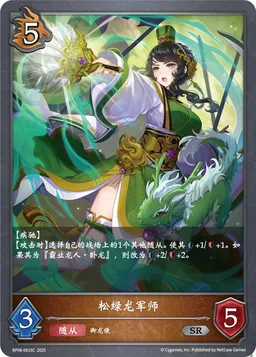 5
【疾驰】
【攻击时】选择自己的战场上的1个其他随从。使其+1/+1。如
果其为『霸业龙人·卧龙』，则改为+2/+2。
松绿龙军师
3
随从 御龙使
SR
5
BP06-081SC 2025
© Cygames, Inc. Published by NetEase Games